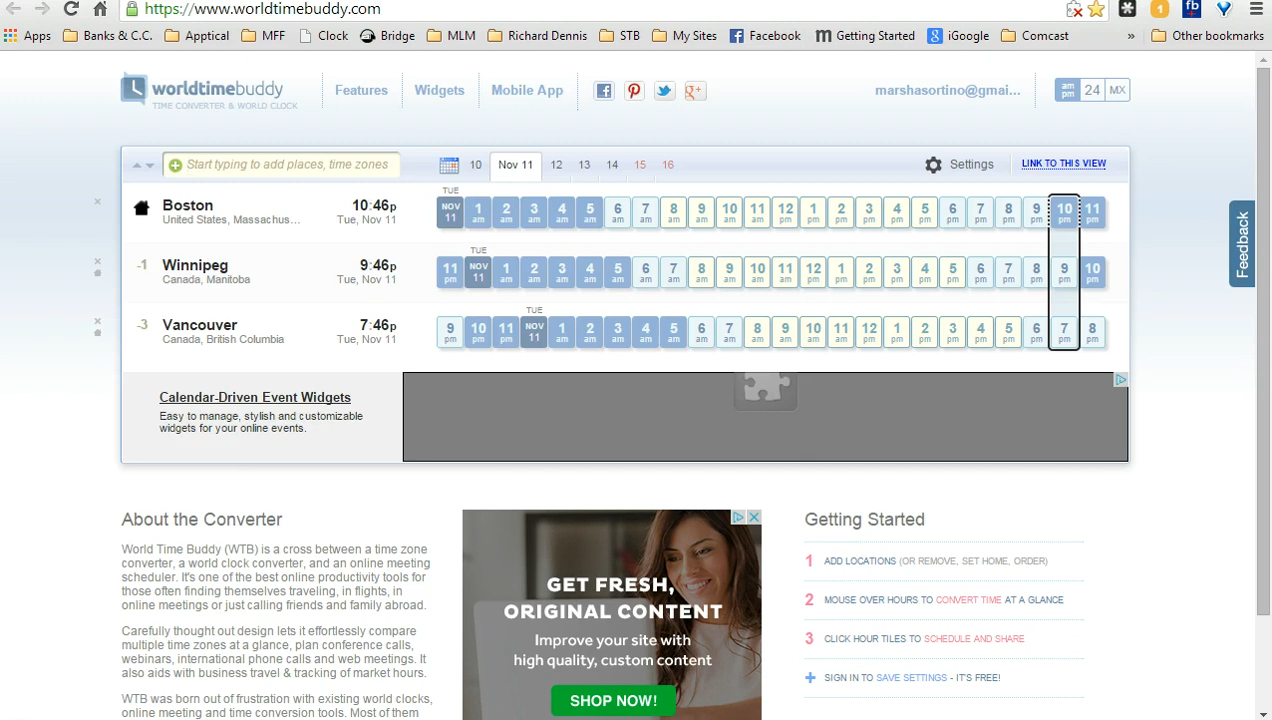 https://www.worldtimebuddy.com
1
fb
Apps Banks & C.C. Apptical MFF Clock Bridge MLM Richard Dennis STB My Sites Facebook Getting Started iGoogle Comcast » Other bookmarks
worldtimebuddy
TIME CONVERTER & WORLD CLOCK
Features Widgets Mobile App
marshasortino@gmai...
am pm 24 MX
Start typing to add places, time zones
10 Nov 11 12 13 14 15 16
Settings LINK TO THIS VIEW
TUE
Boston 10:46p
United States, Massachus... Tue, Nov 11
NOV 11 1 am 2 am 3 am 4 am 5 am 6 am 7 am 8 am 9 am 10 am 11 am 12 pm 1 pm 2 pm 3 pm 4 pm 5 pm 6 pm 7 pm 8 pm 9 pm 10 pm 11 pm
TUE
-1 Winnipeg 9:46p
Canada, Manitoba Tue, Nov 11
11 pm NOV 11 1 am 2 am 3 am 4 am 5 am 6 am 7 am 8 am 9 am 10 am 11 am 12 pm 1 pm 2 pm 3 pm 4 pm 5 pm 6 pm 7 pm 8 pm 9 pm 10 pm
TUE
-3 Vancouver 7:46p
Canada, British Columbia Tue, Nov 11
9 pm 10 pm 11 pm NOV 11 1 am 2 am 3 am 4 am 5 am 6 am 7 am 8 am 9 am 10 am 11 am 12 pm 1 pm 2 pm 3 pm 4 pm 5 pm 6 pm 7 pm 8 pm
Feedback
Calendar-Driven Event Widgets
Easy to manage, stylish and customizable
widgets for your online events.
About the Converter
World Time Buddy (WTB) is a cross between a time zone
converter, a world clock converter, and an online meeting
scheduler. It's one of the best online productivity tools for
those often finding themselves traveling, in flights, in
online meetings or just calling friends and family abroad.
Carefully thought out design lets it effortlessly compare
multiple time zones at a glance, plan conference calls,
webinars, international phone calls and web meetings. It
also aids with business travel & tracking of market hours.
WTB was born out of frustration with existing world clocks,
online meeting and time conversion tools. Most of them
GET FRESH,
ORIGINAL CONTENT
Improve your site with
high quality, custom content
SHOP NOW!
Getting Started
1 ADD LOCATIONS (OR REMOVE, SET HOME, ORDER)
2 MOUSE OVER HOURS TO CONVERT TIME AT A GLANCE
3 CLICK HOUR TILES TO SCHEDULE AND SHARE
+ SIGN IN TO SAVE SETTINGS - IT'S FREE!